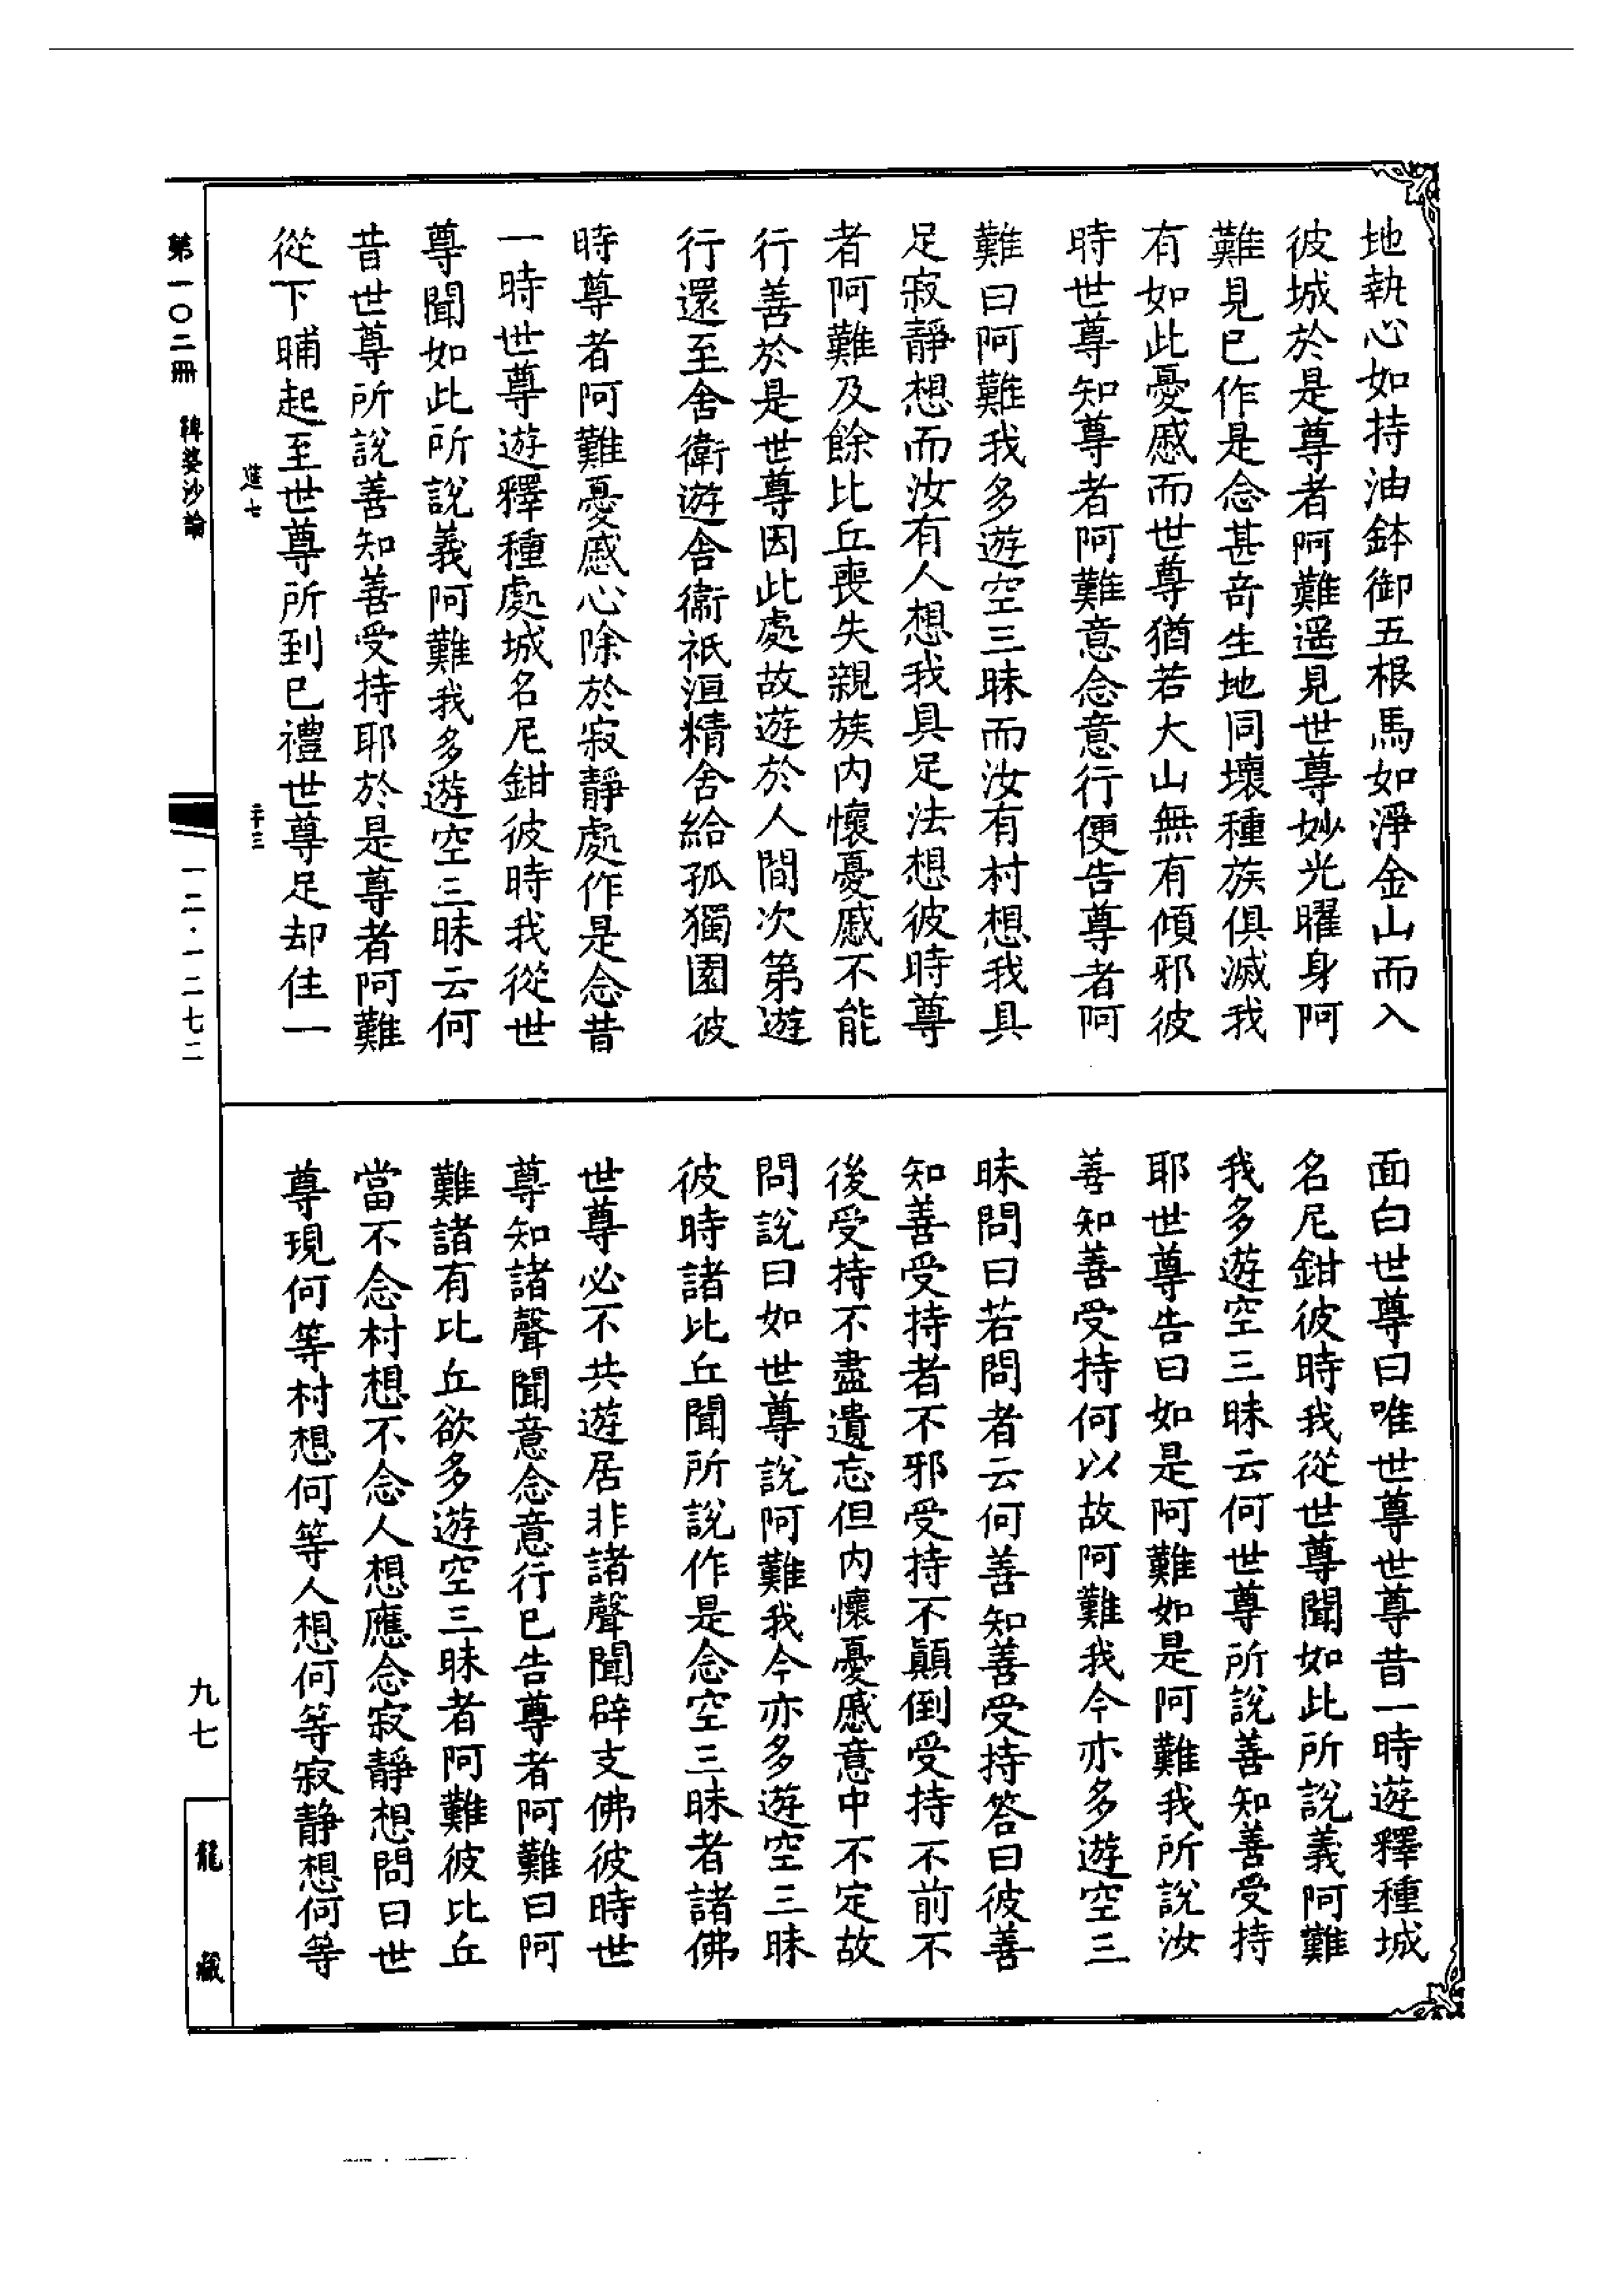 地執心如持油鉢御五根馬如淨金山而入
彼城於是尊者阿難遥見世尊妙光曜身阿
難見已作是念甚竒生地同壞種族俱滅我
有如此憂慼而世尊猶若大山無有傾邪彼
時世尊知尊者阿難意念意行便告尊者阿
難曰阿難我多遊空三昧而汝有村想我具
足寂靜想而汝有人想我具足法想彼時尊
者阿難及餘比丘喪失親族内懷憂慼不能
行善於是世尊因此處故遊於人間次第遊
行還至舍衛遊舍衞祇洹精舍給孤獨園彼
時尊者阿難憂慼心除於寂靜處作是念昔
一時世尊遊釋種處城名尼鉗彼時我從世
尊聞如此所說義阿難我多遊空三昧云何
昔世尊所說善知善受持耶於是尊者阿難
從下晡起至世尊所到已禮世尊足却住一
面白世尊曰唯世尊世尊昔一時遊釋種城
名尼鉗彼時我從世尊聞如此所說義阿難
我多遊空三昧云何世尊所說善知善受持
耶世尊告曰如是阿難如是阿難我所說汝
善知善受持何以故阿難我今亦多遊空三
昧問曰若問者云何善知善受持答曰彼善
知善受持者不邪受持不顛倒受持不前不
後受持不盡遺忘但内懷憂慼意中不定故
問說曰如世尊說阿難我今亦多遊空三昧
彼時諸比丘聞所說作是念空三昧者諸佛
世尊必不共遊居非諸聲聞辟支佛彼時世
尊知諸聲聞意念意行已告尊者阿難曰阿
難諸有比丘欲多遊空三昧者阿難彼比丘
當不念村想不念人想應念寂靜想問曰世
尊現何等村想何等人想何等寂静想何等
進七
二十三
第一〇二冊
鞞婆沙論
一二·一二七二
九七
龍藏